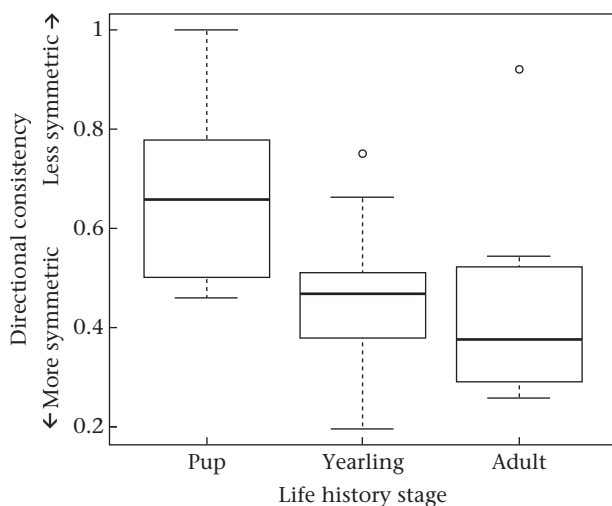 Directional consistency
← More symmetric    Less symmetric →
1
0.8
0.6
0.4
0.2
Pup    Yearling    Adult
Life history stage